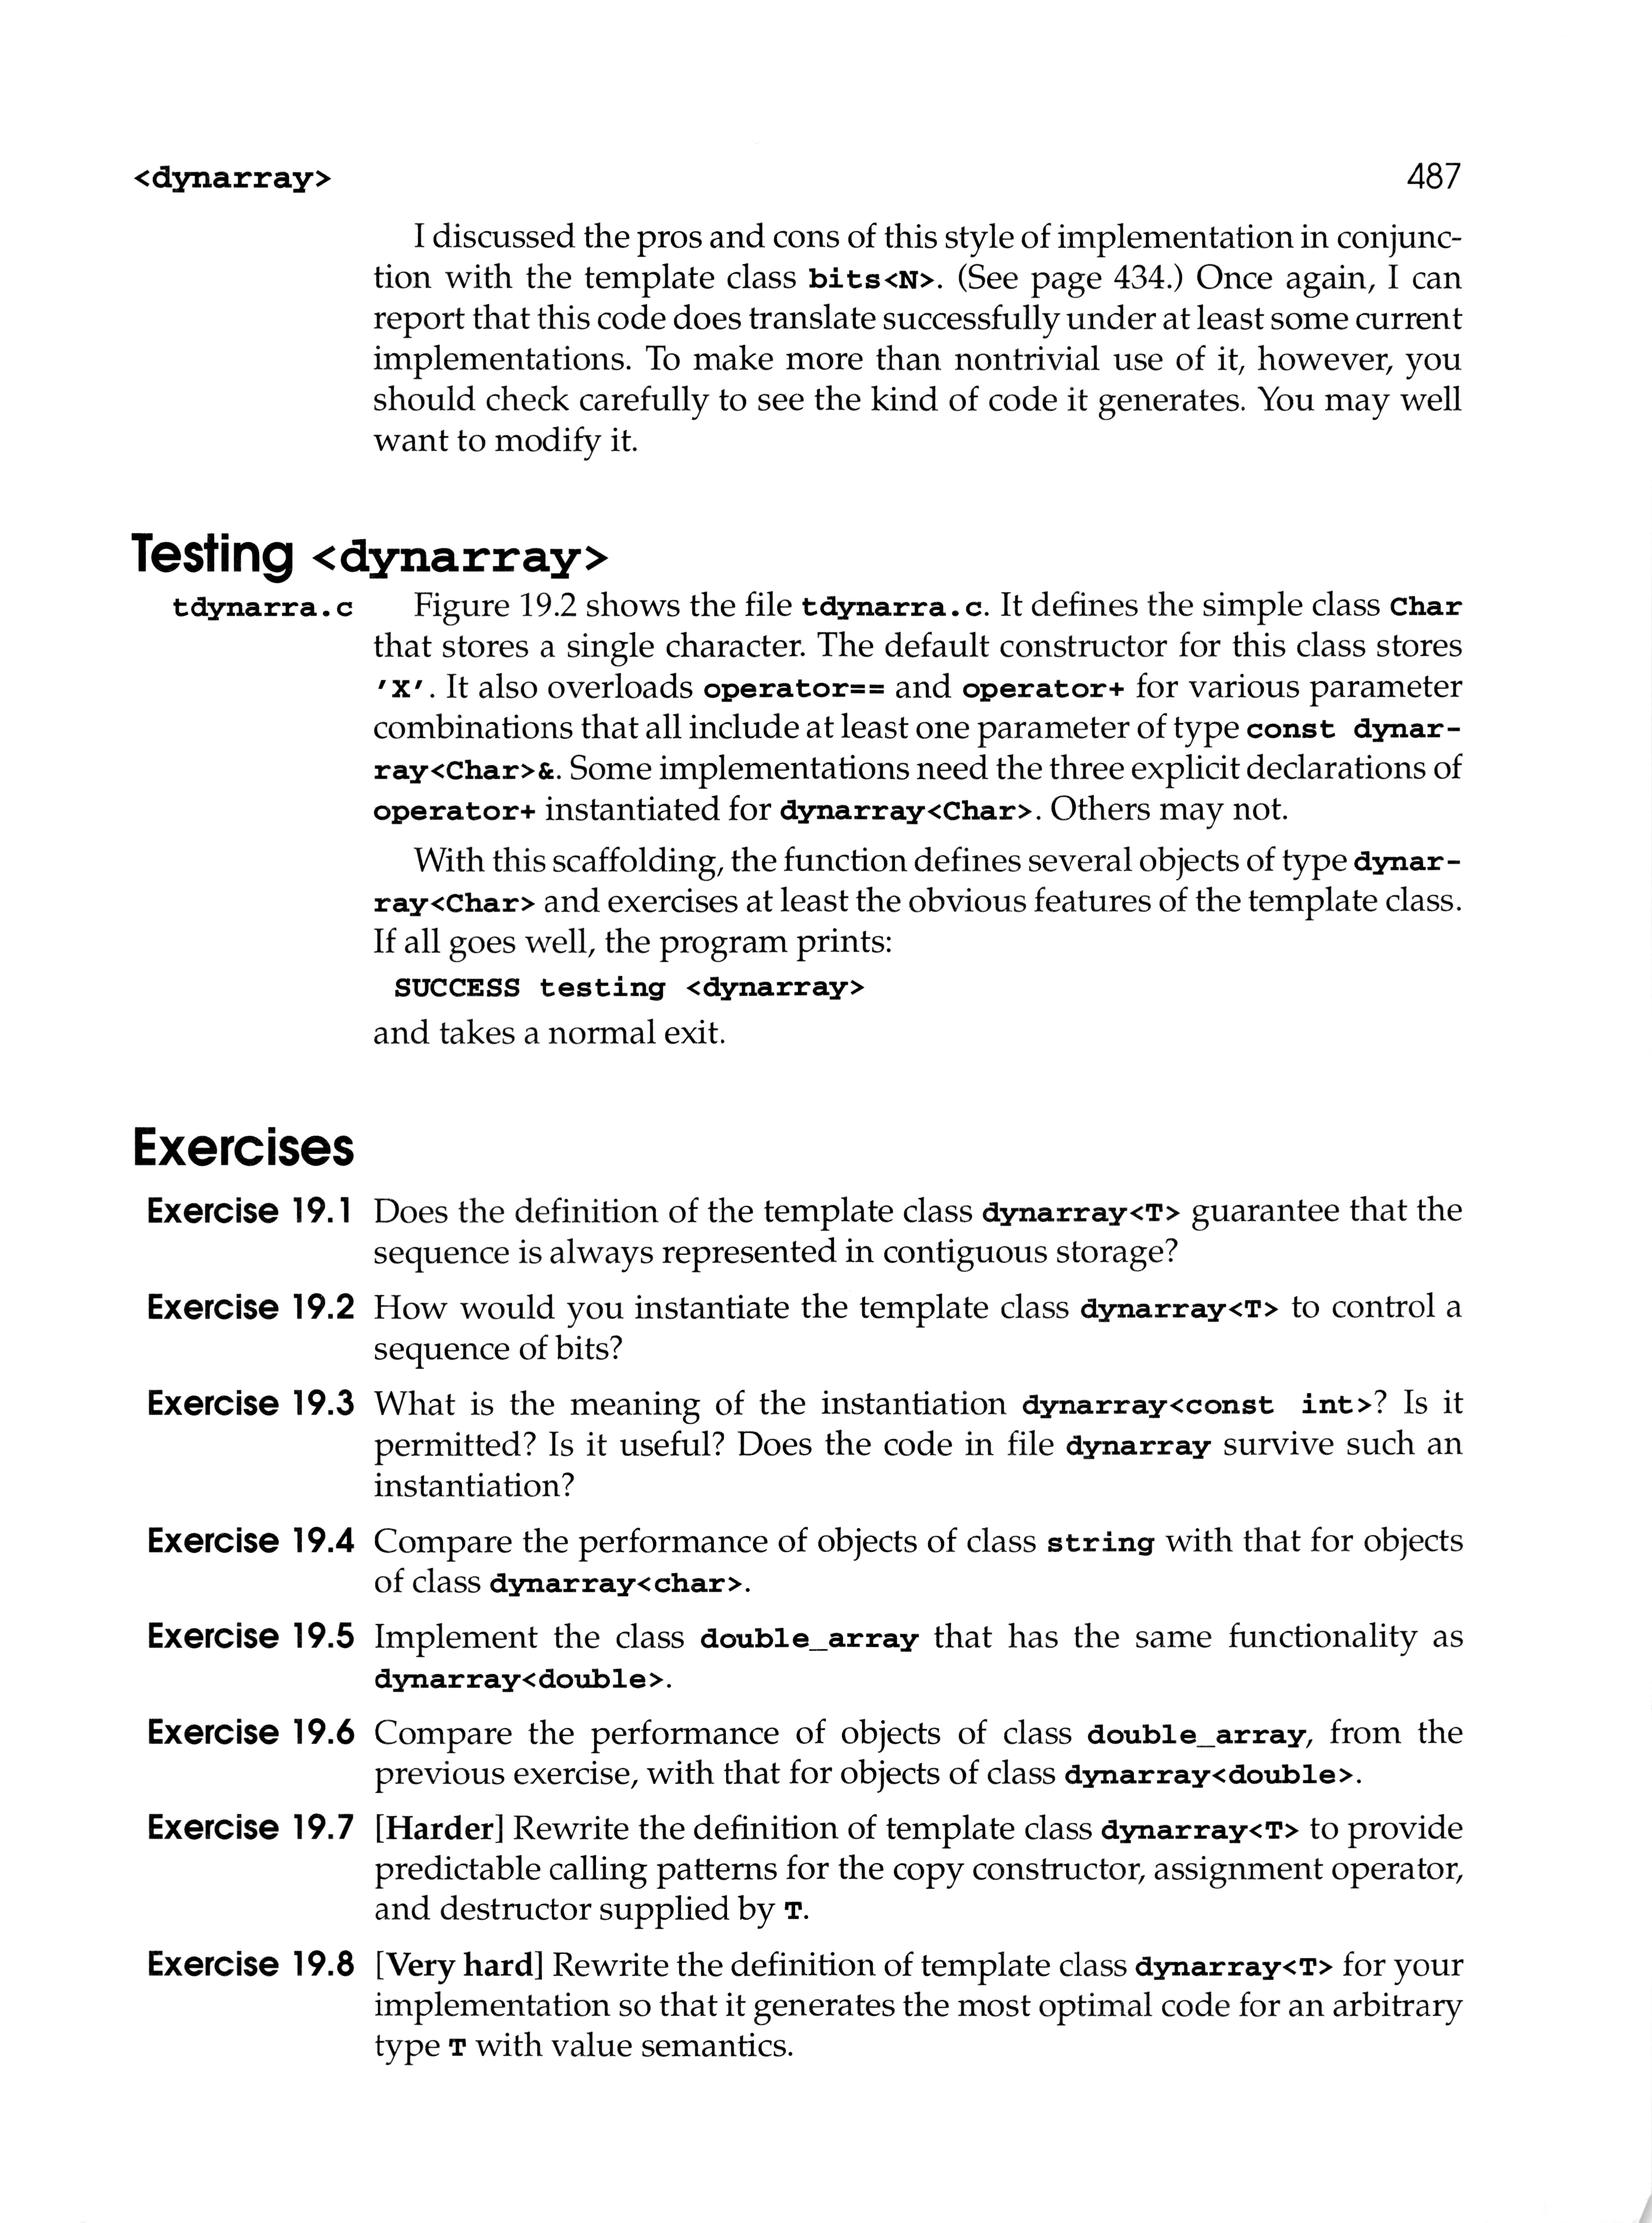 <dynarray> 487
I discussed the pros and cons of this style of implementation in conjunc-
tion with the template class bits<N>. (See page 434.) Once again, I can
report that this code does translate successfully under at least some current
implementations. To make more than nontrivial use of it, however, you
should check carefully to see the kind of code it generates. You may well
want to modify it.
Testing <dynarray>
tdynarra.c Figure 19.2 shows the file tdynarra.c. It defines the simple class Char
that stores a single character. The default constructor for this class stores
'X'. It also overloads operator== and operator+ for various parameter
combinations that all include at least one parameter of type const dynar-
ray<Char>&. Some implementations need the three explicit declarations of
operator+ instantiated for dynarray<Char>. Others may not.
With this scaffolding, the function defines several objects of type dynar-
ray<Char> and exercises at least the obvious features of the template class.
If all goes well, the program prints:
SUCCESS testing <dynarray>
and takes a normal exit.
Exercises
Exercise 19.1 Does the definition of the template class dynarray<T> guarantee that the
sequence is always represented in contiguous storage?
Exercise 19.2 How would you instantiate the template class dynarray<T> to control a
sequence of bits?
Exercise 19.3 What is the meaning of the instantiation dynarray<const int>? Is it
permitted? Is it useful? Does the code in file dynarray survive such an
instantiation?
Exercise 19.4 Compare the performance of objects of class string with that for objects
of class dynarray<char>.
Exercise 19.5 Implement the class double_array that has the same functionality as
dynarray<double>.
Exercise 19.6 Compare the performance of objects of class double_array, from the
previous exercise, with that for objects of class dynarray<double>.
Exercise 19.7 [Harder] Rewrite the definition of template class dynarray<T> to provide
predictable calling patterns for the copy constructor, assignment operator,
and destructor supplied by T.
Exercise 19.8 [Very hard] Rewrite the definition of template class dynarray<T> for your
implementation so that it generates the most optimal code for an arbitrary
type T with value semantics.